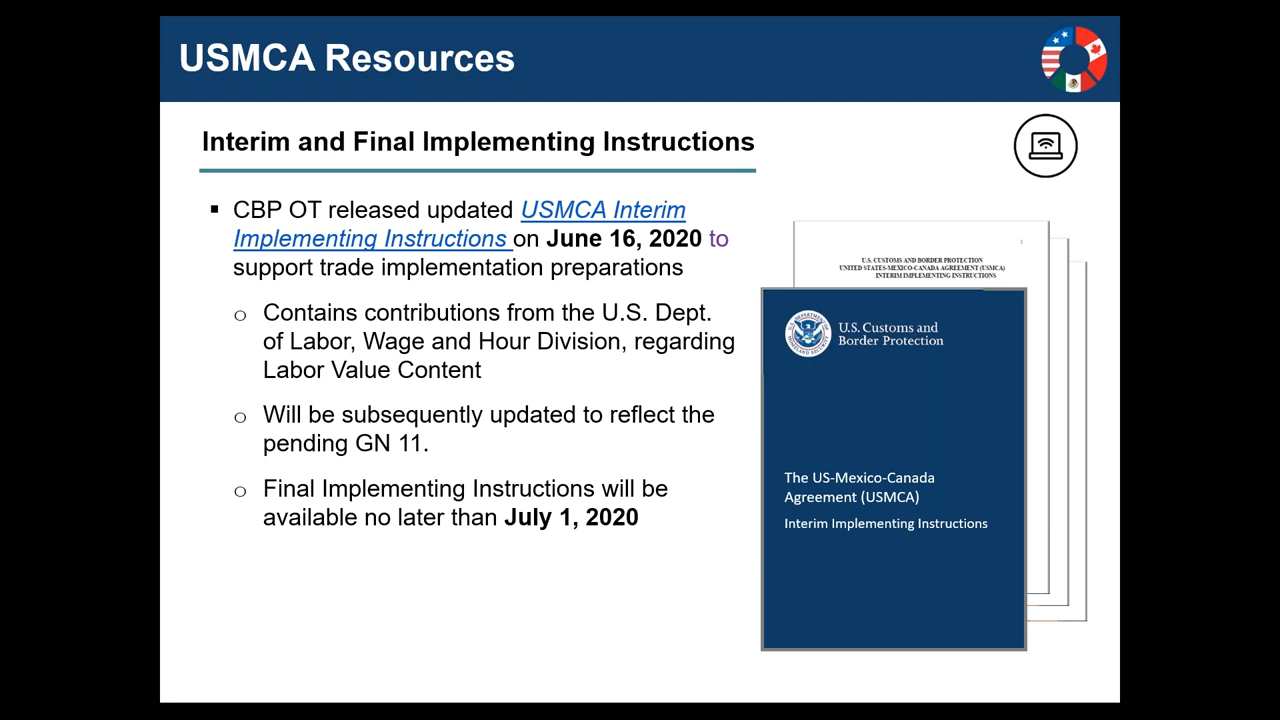 USMCA Resources
Interim and Final Implementing Instructions
▪ CBP OT released updated USMCA Interim
Implementing Instructions on June 16, 2020 to
support trade implementation preparations
o Contains contributions from the U.S. Dept.
of Labor, Wage and Hour Division, regarding
Labor Value Content
o Will be subsequently updated to reflect the
pending GN 11.
o Final Implementing Instructions will be
available no later than July 1, 2020
1
U.S. CUSTOMS AND BORDER PROTECTION
UNITED STATES-MEXICO-CANADA AGREEMENT (USMCA)
INTERIM IMPLEMENTING INSTRUCTIONS
U.S. Customs and
Border Protection
The US-Mexico-Canada
Agreement (USMCA)
Interim Implementing Instructions